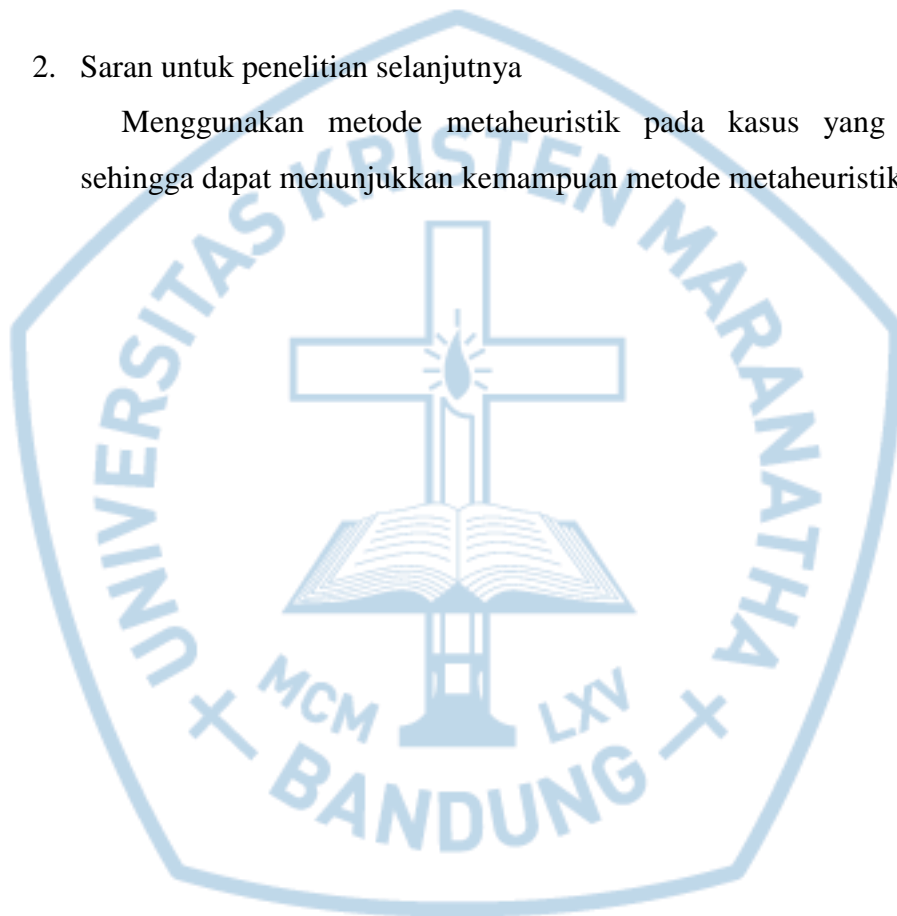 2. Saran untuk penelitian selanjutnya
Menggunakan metode metaheuristik pada kasus yang
sehingga dapat menunjukkan kemampuan metode metaheuristik
UNIVERSITAS KRISTEN MARANATHA
MCM LXV
BANDUNG